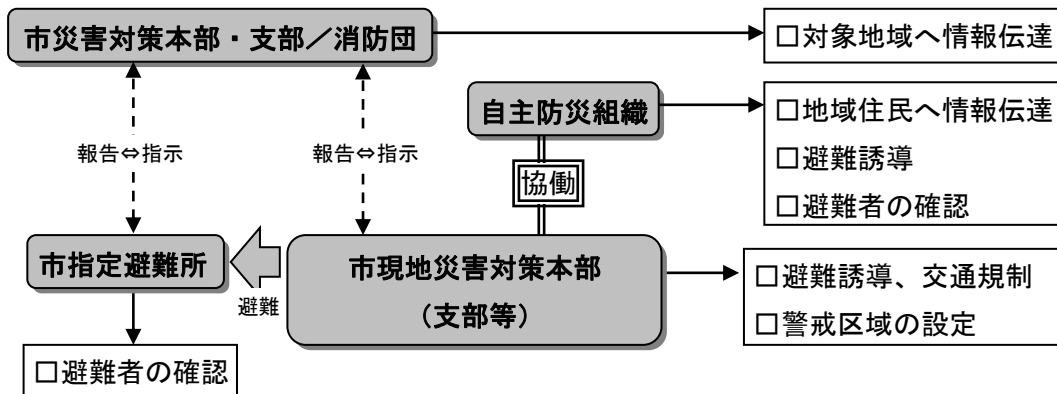 市災害対策本部・支部／消防団
□対象地域へ情報伝達
自主防災組織
□地域住民へ情報伝達
□避難誘導
□避難者の確認
報告⇔指示
報告⇔指示
協働
市指定避難所
避難
市現地災害対策本部
（支部等）
□避難誘導、交通規制
□警戒区域の設定
□避難者の確認